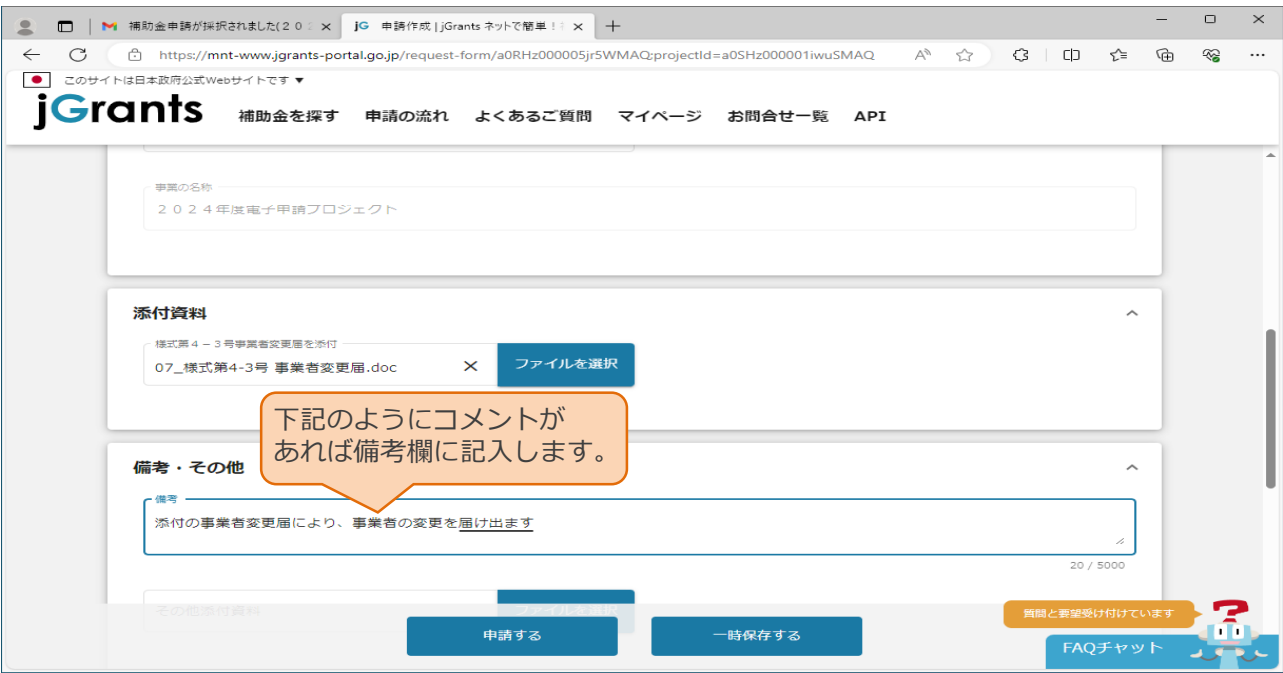 補助金申請が採択されました(２０
jG 申請作成 | jGrants ネットで簡単！
https://mnt-www.jgrants-portal.go.jp/request-form/a0RHz000005jr5WMAQ;projectId=a0SHz000001iwuSMAQ
このサイトは日本政府公式Webサイトです ▼
jGrants 補助金を探す 申請の流れ よくあるご質問 マイページ お問合せ一覧 API
事業の名称
２０２４年度電子申請プロジェクト
添付資料
様式第４－３号事業者変更届を添付
07_様式第4-3号 事業者変更届.doc
ファイルを選択
下記のようにコメントが
あれば備考欄に記入します。
備考・その他
備考
添付の事業者変更届により、事業者の変更を届け出ます
20 / 5000
その他添付資料
ファイルを選択
申請する
一時保存する
質問と要望受け付けています
FAQチャット